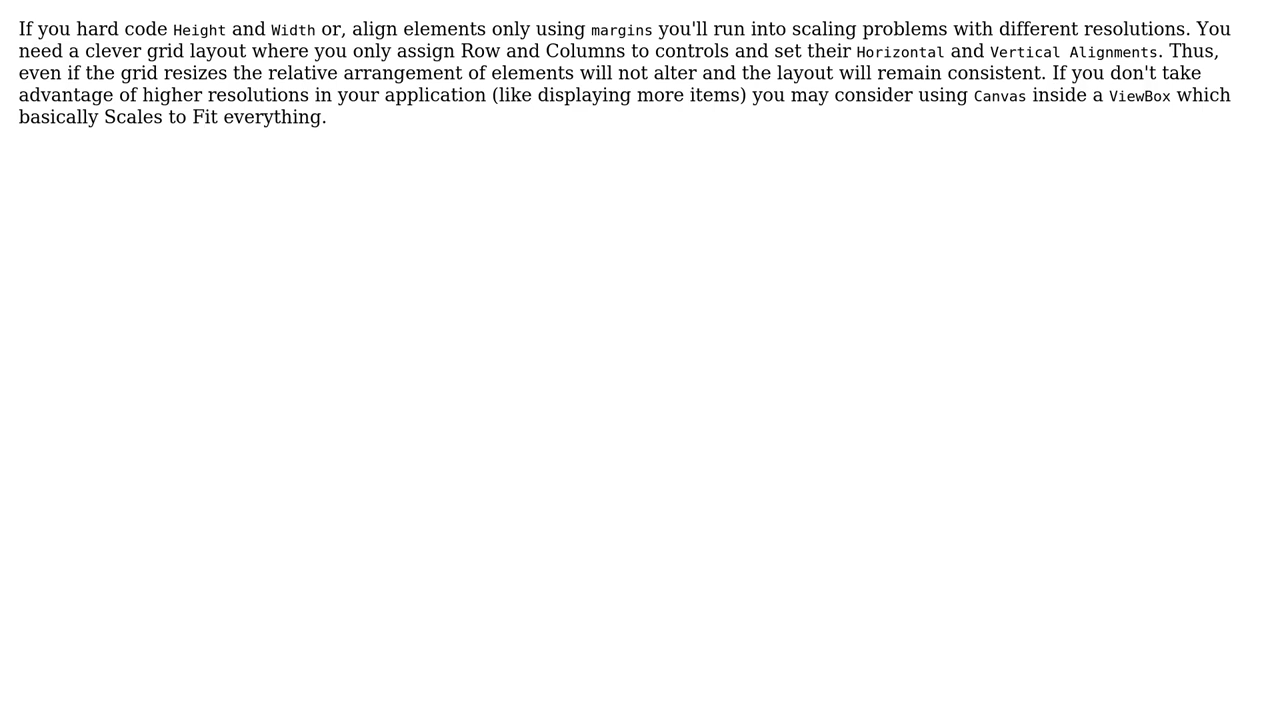 If you hard code Height and Width or, align elements only using margins you'll run into scaling problems with different resolutions. You
need a clever grid layout where you only assign Row and Columns to controls and set their Horizontal and Vertical Alignments. Thus,
even if the grid resizes the relative arrangement of elements will not alter and the layout will remain consistent. If you don't take
advantage of higher resolutions in your application (like displaying more items) you may consider using Canvas inside a ViewBox which
basically Scales to Fit everything.